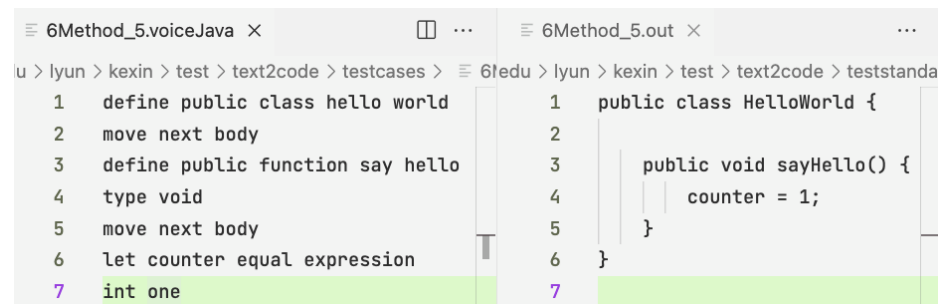 6Method_5.voiceJava
u > lyun > kexin > test > text2code > testcases >
1 define public class hello world
2 move next body
3 define public function say hello
4 type void
5 move next body
6 let counter equal expression
7 int one
6Method_5.out
edu > lyun > kexin > test > text2code > teststanda
1 public class HelloWorld {
2
3 public void sayHello() {
4 counter = 1;
5 }
6 }
7